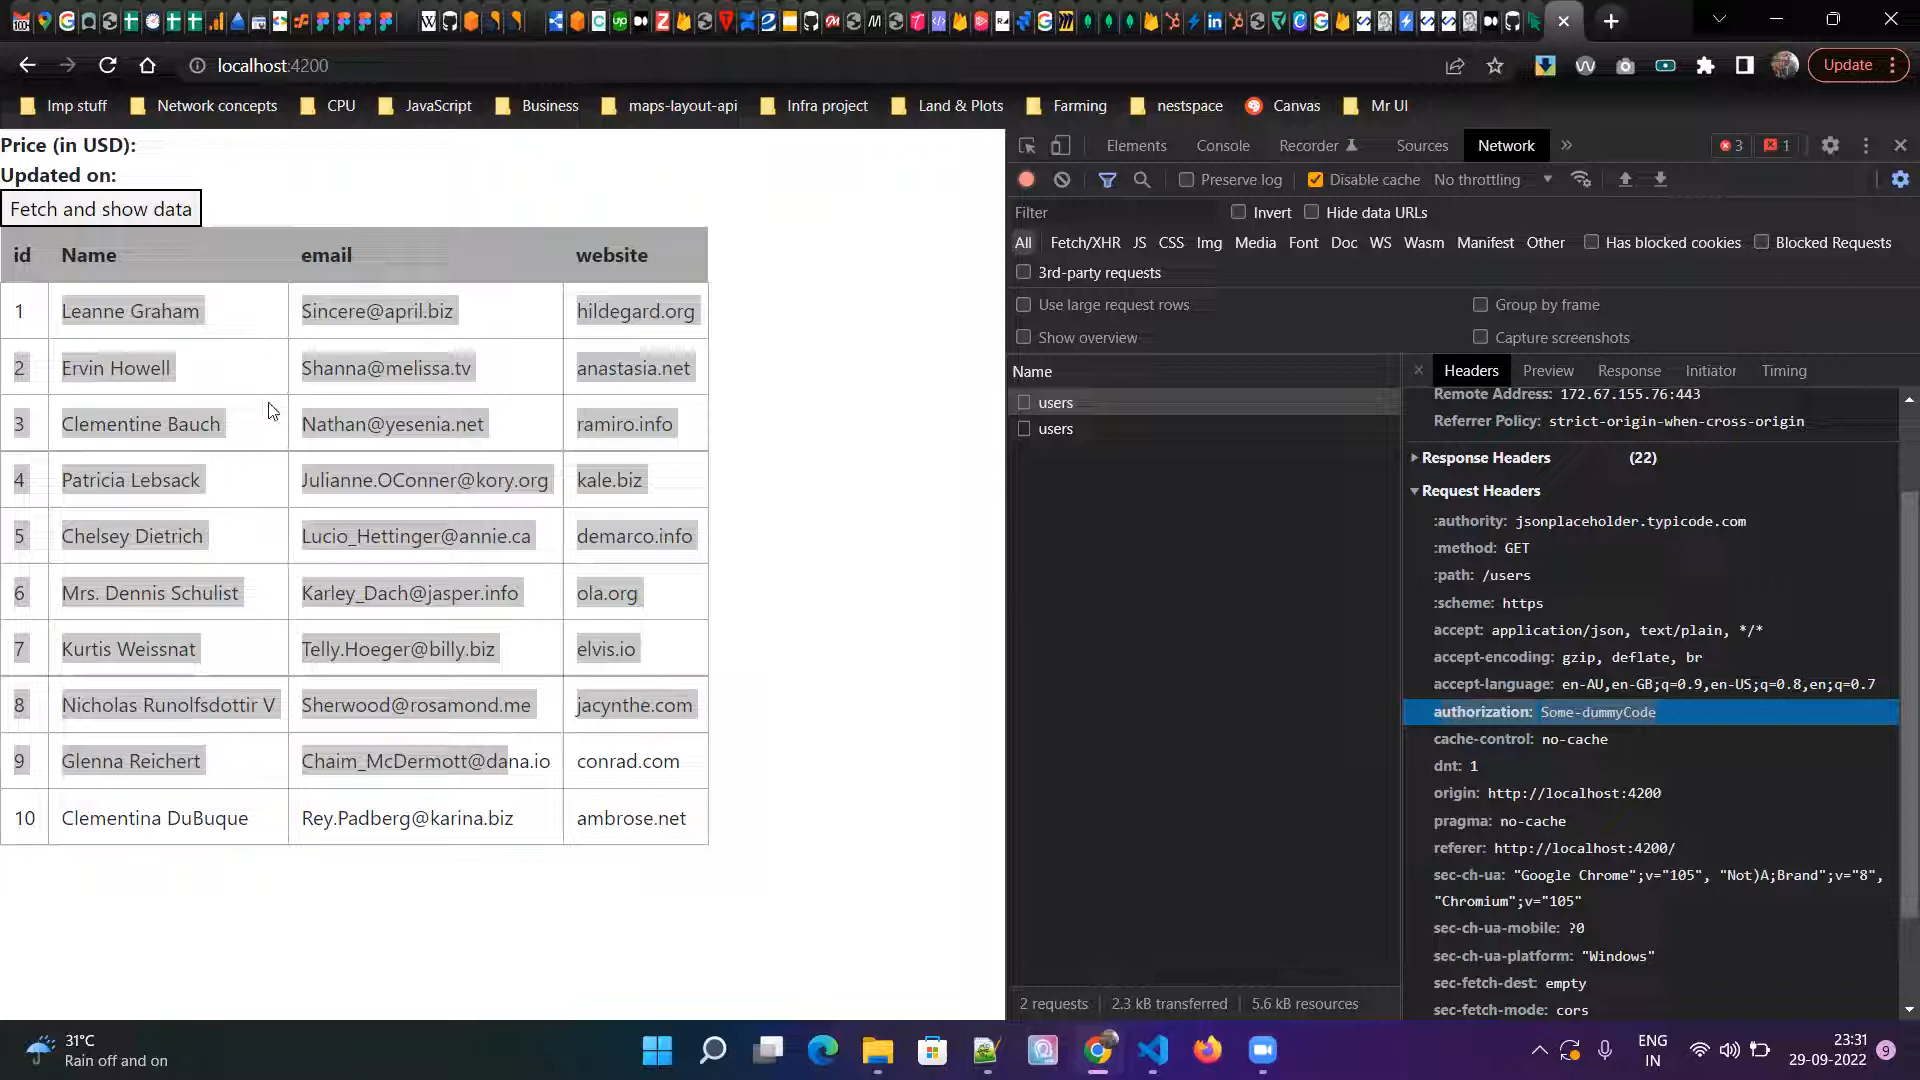 localhost:4200
Update
Imp stuff
Network concepts
CPU
JavaScript
Business
maps-layout-api
Infra project
Land & Plots
Farming
nestspace
Canvas
Mr UI
Price (in USD):
Updated on:
Fetch and show data
id Name email website
1 Leanne Graham Sincere@april.biz hildegard.org
2 Ervin Howell Shanna@melissa.tv anastasia.net
3 Clementine Bauch Nathan@yesenia.net ramiro.info
4 Patricia Lebsack Julianne.OConner@kory.org kale.biz
5 Chelsey Dietrich Lucio_Hettinger@annie.ca demarco.info
6 Mrs. Dennis Schulist Karley_Dach@jasper.info ola.org
7 Kurtis Weissnat Telly.Hoeger@billy.biz elvis.io
8 Nicholas Runolfsdottir V Sherwood@rosamond.me jacynthe.com
9 Glenna Reichert Chaim_McDermott@dana.io conrad.com
10 Clementina DuBuque Rey.Padberg@karina.biz ambrose.net
Elements Console Recorder Sources Network » 3 1
Preserve log Disable cache No throttling
Filter Invert Hide data URLs
All Fetch/XHR JS CSS Img Media Font Doc WS Wasm Manifest Other Has blocked cookies Blocked Requests
3rd-party requests
Use large request rows Group by frame
Show overview Capture screenshots
Name
users
users
2 requests 2.3 kB transferred 5.6 kB resources
Headers Preview Response Initiator Timing
Remote Address: 172.67.155.76:443
Referrer Policy: strict-origin-when-cross-origin
Response Headers (22)
Request Headers
:authority: jsonplaceholder.typicode.com
:method: GET
:path: /users
:scheme: https
accept: application/json, text/plain, */*
accept-encoding: gzip, deflate, br
accept-language: en-AU,en-GB;q=0.9,en-US;q=0.8,en;q=0.7
authorization: Some-dummyCode
cache-control: no-cache
dnt: 1
origin: http://localhost:4200
pragma: no-cache
referer: http://localhost:4200/
sec-ch-ua: "Google Chrome";v="105", "Not)A;Brand";v="8",
"Chromium";v="105"
sec-ch-ua-mobile: ?0
sec-ch-ua-platform: "Windows"
sec-fetch-dest: empty
sec-fetch-mode: cors
31°C
Rain off and on
ENG
IN
23:31
29-09-2022
9